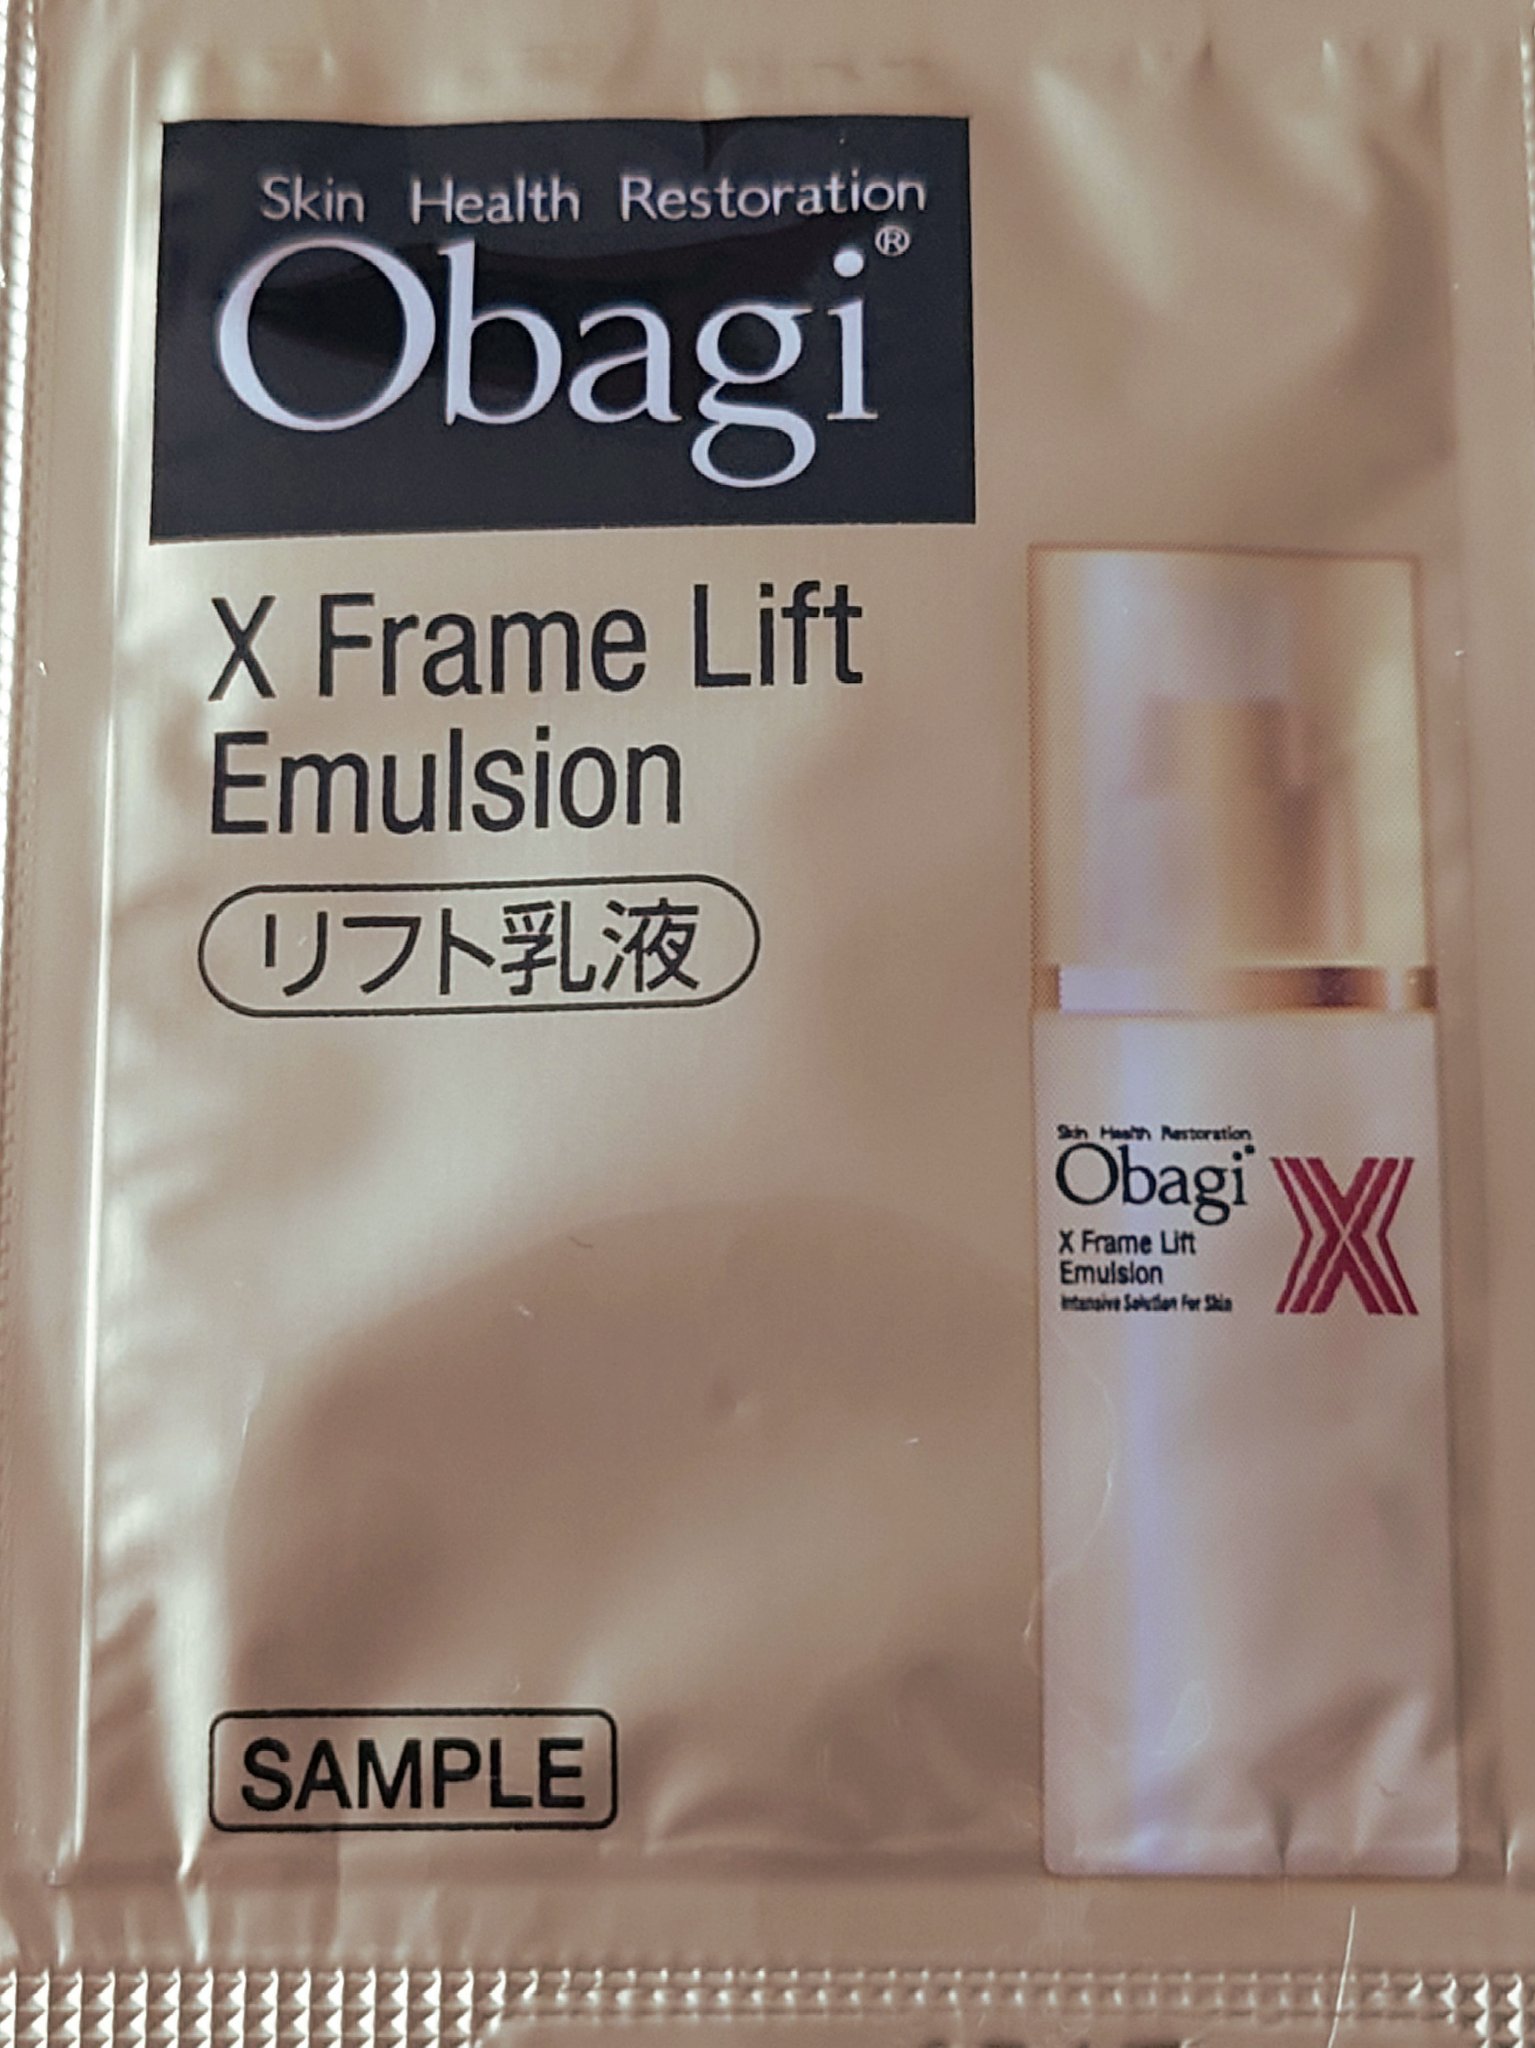 Skin Health Restoration
Obagi®
X Frame Lift
Emulsion
リフト乳液
Skin Health Restoration
Obagi
X
X Frame Lift
Emulsion
Intensive Solution For Skin
SAMPLE